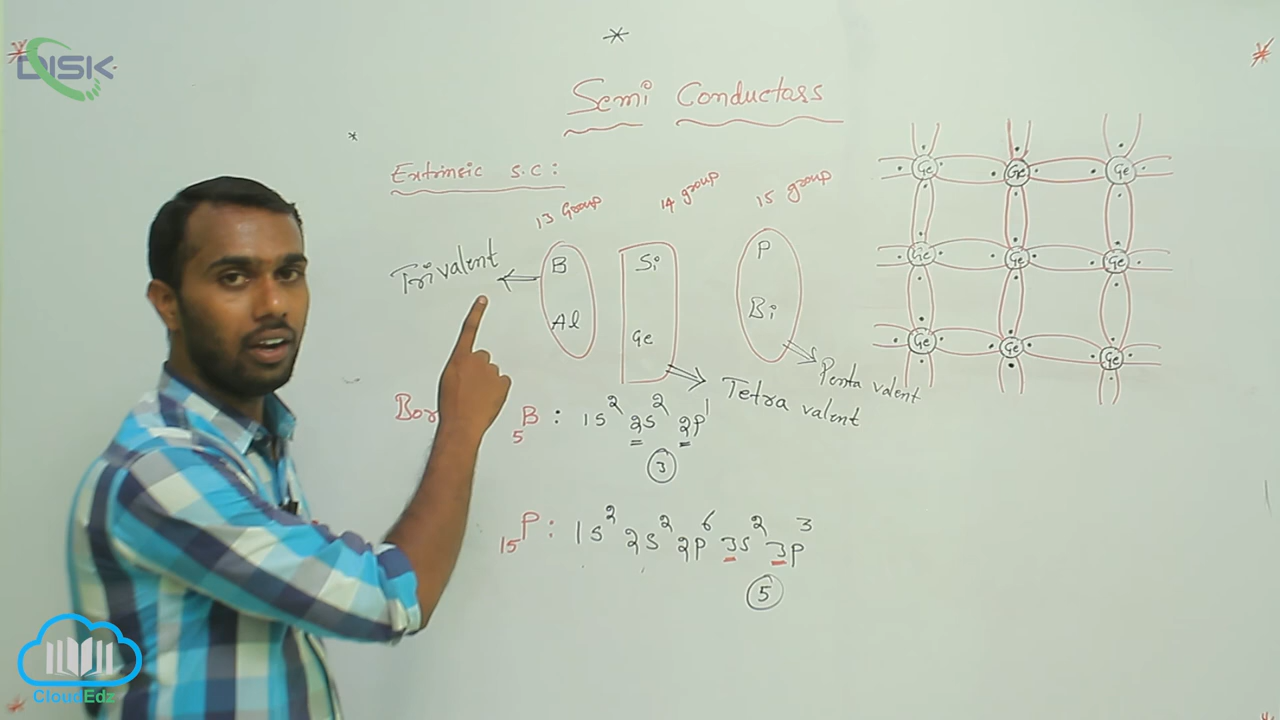 DISK
Semi Conductass
Extrinsic S.C:
13 Group
14 group
15 group
Trivalent
B
Al
Si
Ge
P
Bi
Penta valent
Tetra valent
Ge Ge Ge
Ge Ge Ge
Ge Ge Ge
Bor
₅B: 1s² 2s² 2p¹
3
₁₅P: 1s² 2s² 2p⁶ 3s² 3p³
5
CloudEdz